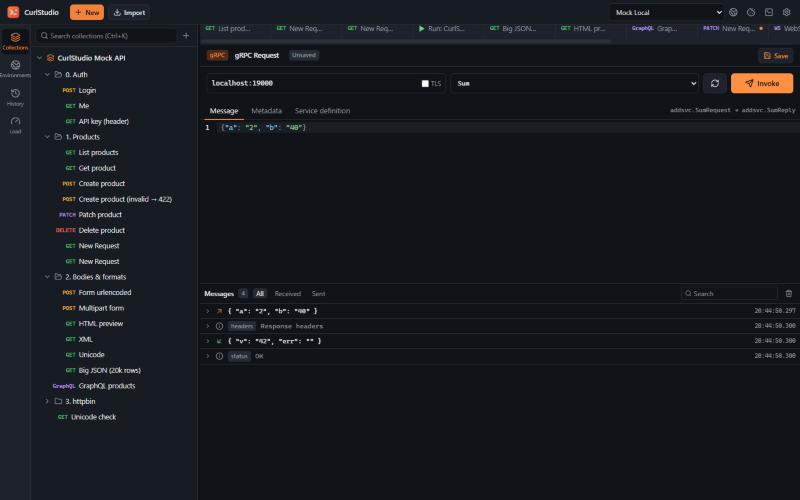 CurlStudio
+ New
Import
Mock Local
Collections
Environments
History
Load
Search collections (Ctrl+K)
CurlStudio Mock API
0. Auth
POST Login
GET Me
GET API key (header)
1. Products
GET List products
GET Get product
POST Create product
POST Create product (invalid → 422)
PATCH Patch product
DELETE Delete product
GET New Request
GET New Request
2. Bodies & formats
POST Form urlencoded
POST Multipart form
GET HTML preview
GET XML
GET Unicode
GET Big JSON (20k rows)
GraphQL GraphQL products
3. httpbin
GET Unicode check
GET List prod...
GET New Req...
GET New Req...
Run: CurlS...
GET Big JSON...
GET HTML pr...
GraphQL Grap...
PATCH New Req...
WS WebS
gRPC gRPC Request Unsaved
Save
localhost:19000
TLS
Sum
Invoke
Message Metadata Service definition
addsvc.SumRequest → addsvc.SumReply
1 {"a": "2", "b": "40"}
Messages 4 All Received Sent
Search
{ "a": "2", "b": "40" } 20:44:50.297
headers Response headers 20:44:50.300
{ "v": "42", "err": "" } 20:44:50.300
status OK 20:44:50.300